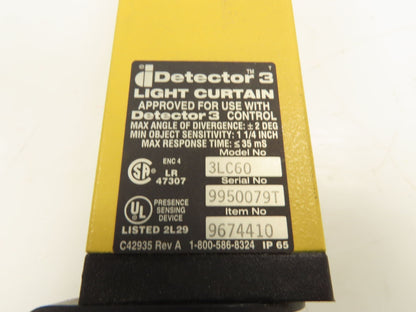 Detector 3 ™
LIGHT CURTAIN
APPROVED FOR USE WITH
Detector 3 CONTROL
MAX ANGLE OF DIVERGENCE: ± 2 DEG
MIN OBJECT SENSITIVITY: 1 1/4 INCH
MAX RESPONSE TIME: ≤ 35 mS
Model No
3LC60
ENC 4
LR
47307
Serial No
9950079T
PRESENCE
SENSING
DEVICE
Item No
9674410
LISTED 2L29
C42935 Rev A 1-800-586-8324 IP 65